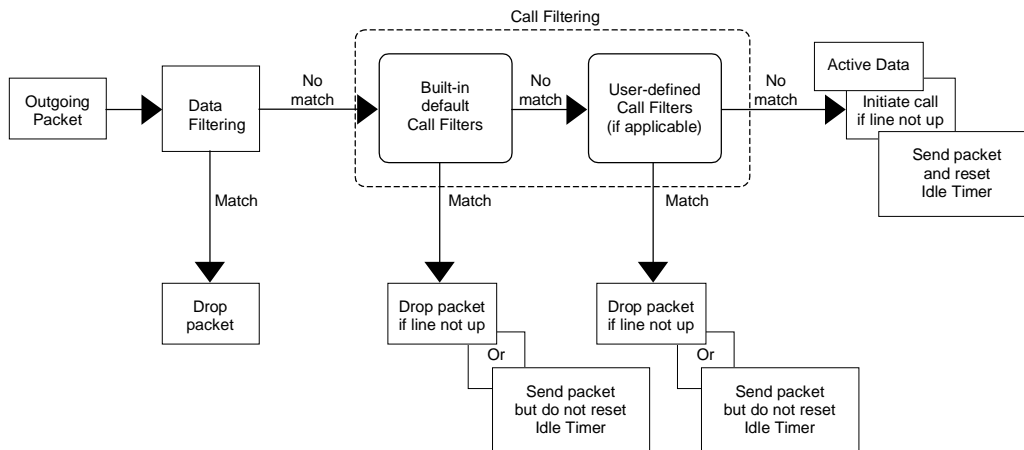 Call Filtering
Outgoing
Packet
Data
Filtering
No
match
Built-in
default
Call Filters
No
match
User-defined
Call Filters
(if applicable)
No
match
Active Data
Initiate call
if line not up
Send packet
and reset
Idle Timer
Match
Match
Match
Drop
packet
Drop packet
if line not up
Or
Send packet
but do not reset
Idle Timer
Drop packet
if line not up
Or
Send packet
but do not reset
Idle Timer